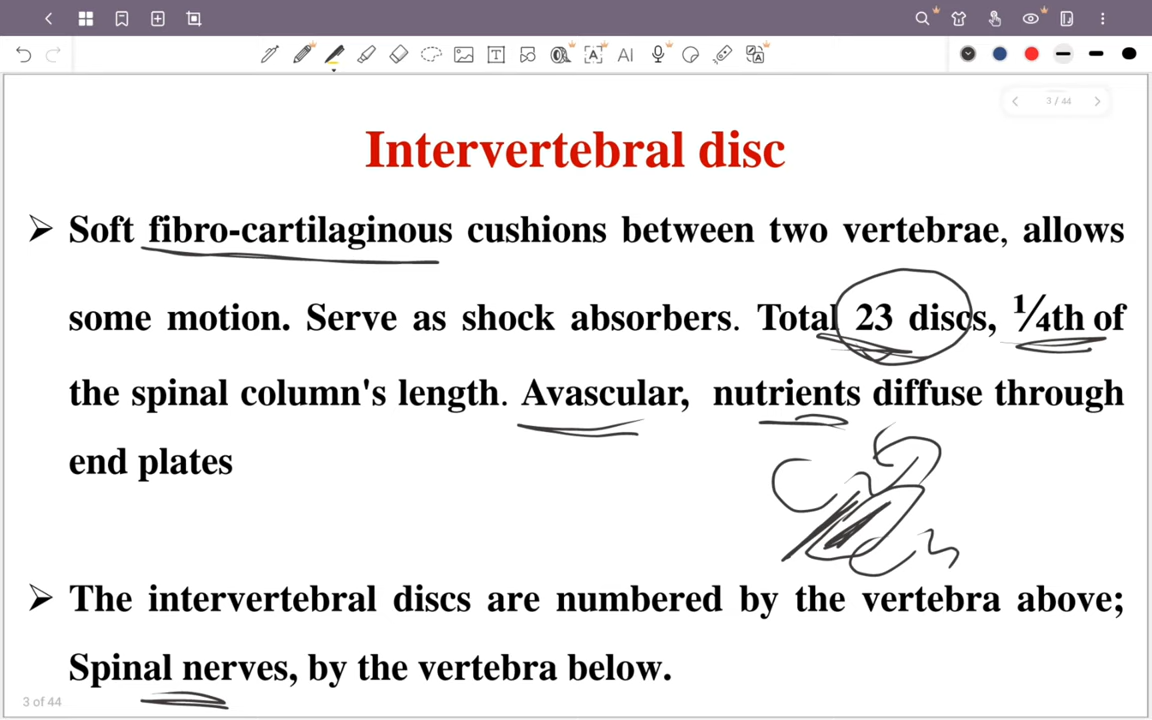 3 / 44
Intervertebral disc
➢ Soft fibro-cartilaginous cushions between two vertebrae, allows
some motion. Serve as shock absorbers. Total 23 discs, ¼th of
the spinal column's length. Avascular, nutrients diffuse through
end plates
➢ The intervertebral discs are numbered by the vertebra above;
Spinal nerves, by the vertebra below.
3 of 44